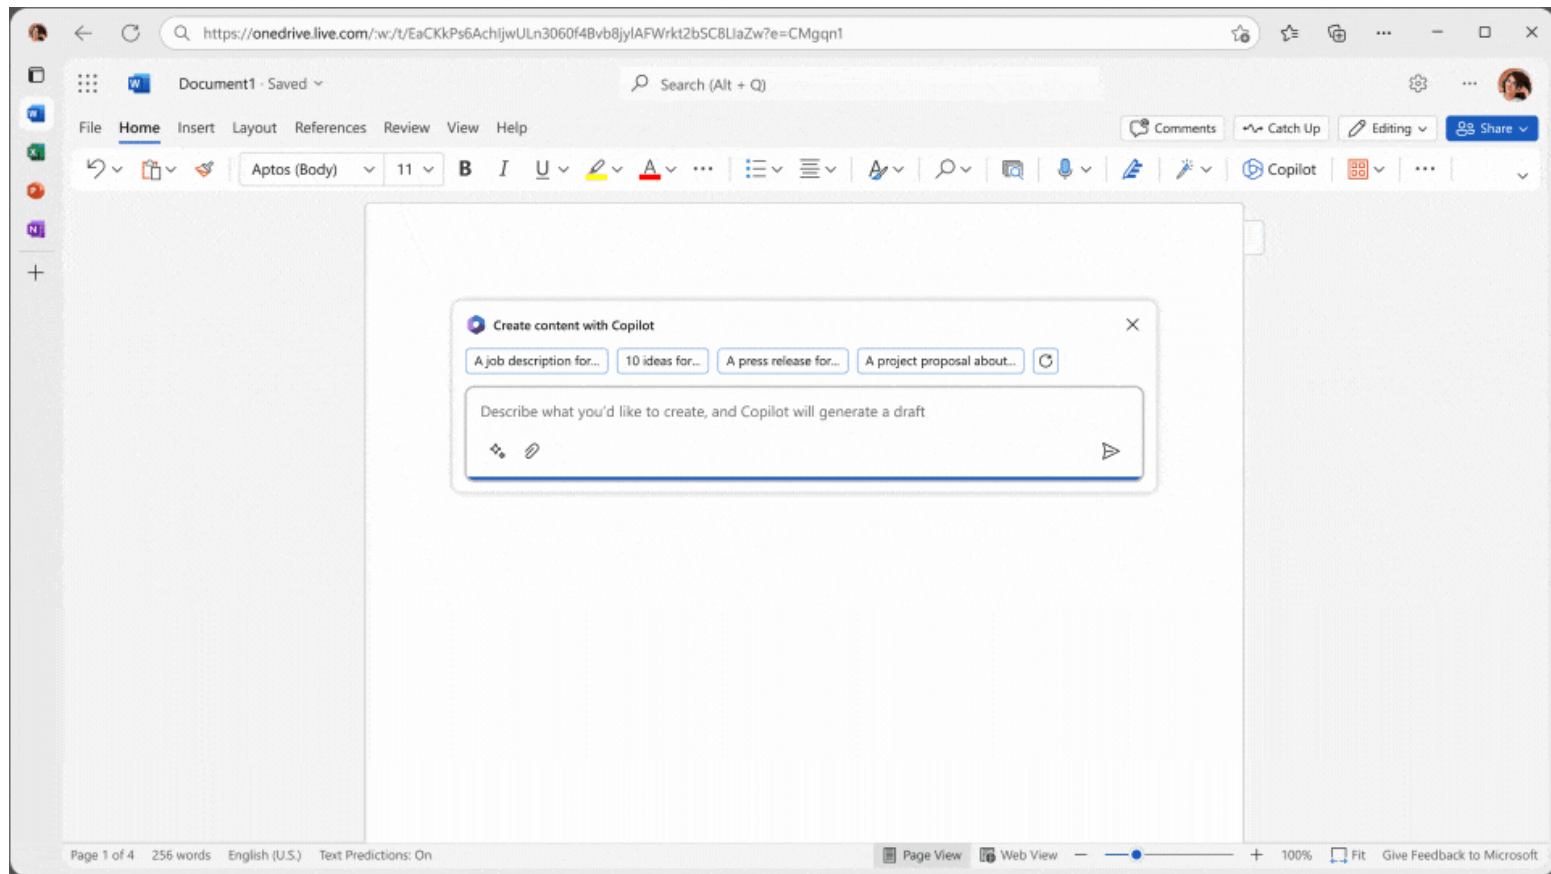 https://onedrive.live.com/:w:/t/EaCKkPs6AchIjwULn3060f4Bvb8jylAFWrkt2bSC8LIaZw?e=CMgqn1
Document1 · Saved
Search (Alt + Q)
File Home Insert Layout References Review View Help
Comments Catch Up Editing Share
Aptos (Body) 11 B I U A Copilot
Create content with Copilot
A job description for... 10 ideas for... A press release for... A project proposal about...
Describe what you'd like to create, and Copilot will generate a draft
Page 1 of 4 256 words English (U.S.) Text Predictions: On Page View Web View 100% Fit Give Feedback to Microsoft